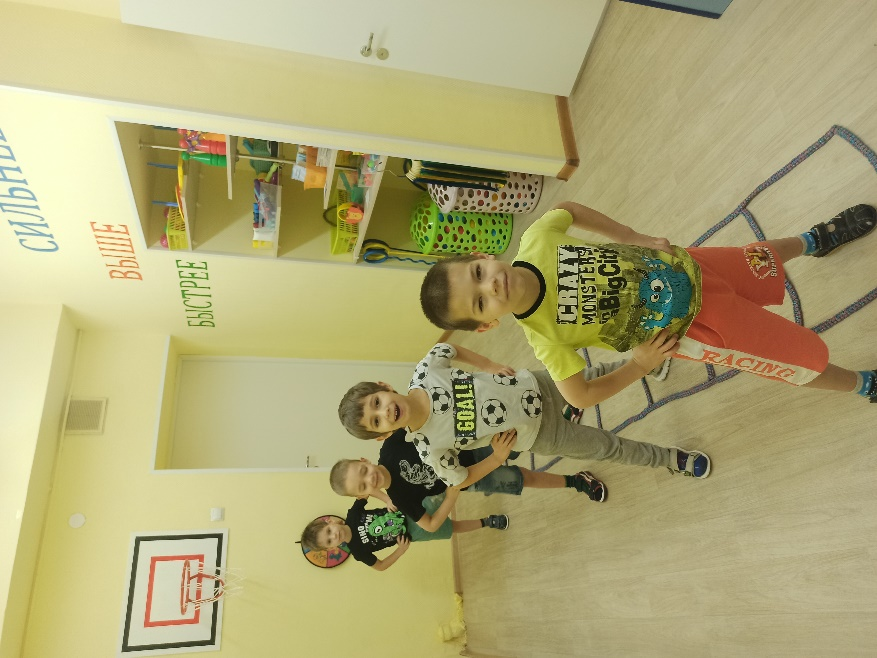 СИЛЬНЕЕ
ВЫШЕ
БЫСТРЕЕ
GOAL!
CRAZY
MONSTERS
BigCity
RACING